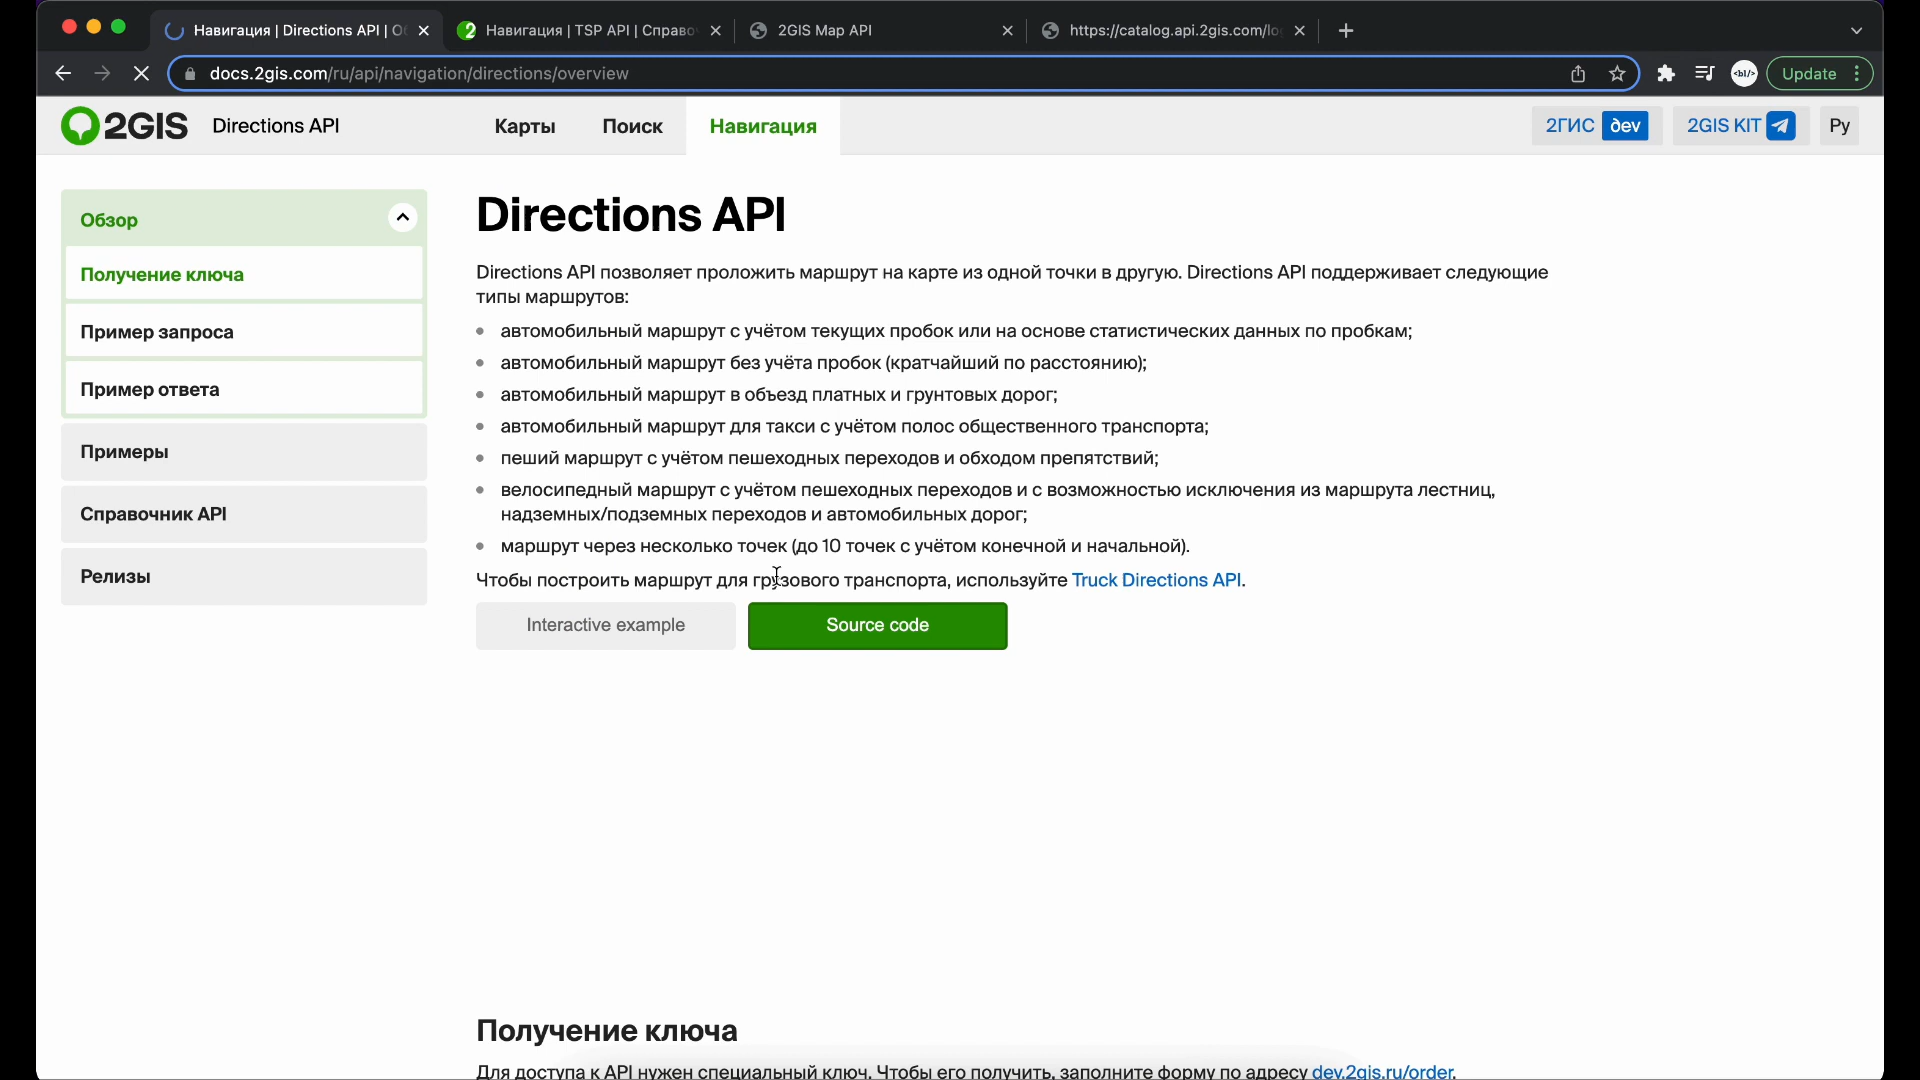 Навигация | Directions API | О
Навигация | TSP API | Справо
2GIS Map API
https://catalog.api.2gis.com/lo
docs.2gis.com/ru/api/navigation/directions/overview
<bl/>
Update
2GIS
Directions API
Карты
Поиск
Навигация
2ГИС dev
2GIS KIT
Ру
Обзор
Получение ключа
Пример запроса
Пример ответа
Примеры
Справочник API
Релизы
Directions API
Directions API позволяет проложить маршрут на карте из одной точки в другую. Directions API поддерживает следующие
типы маршрутов:
автомобильный маршрут с учётом текущих пробок или на основе статистических данных по пробкам;
автомобильный маршрут без учёта пробок (кратчайший по расстоянию);
автомобильный маршрут в объезд платных и грунтовых дорог;
автомобильный маршрут для такси с учётом полос общественного транспорта;
пеший маршрут с учётом пешеходных переходов и обходом препятствий;
велосипедный маршрут с учётом пешеходных переходов и с возможностью исключения из маршрута лестниц,
надземных/подземных переходов и автомобильных дорог;
маршрут через несколько точек (до 10 точек с учётом конечной и начальной).
Чтобы построить маршрут для грузового транспорта, используйте Truck Directions API.
Interactive example
Source code
Получение ключа
Для доступа к API нужен специальный ключ. Чтобы его получить, заполните форму по адресу dev.2gis.ru/order.